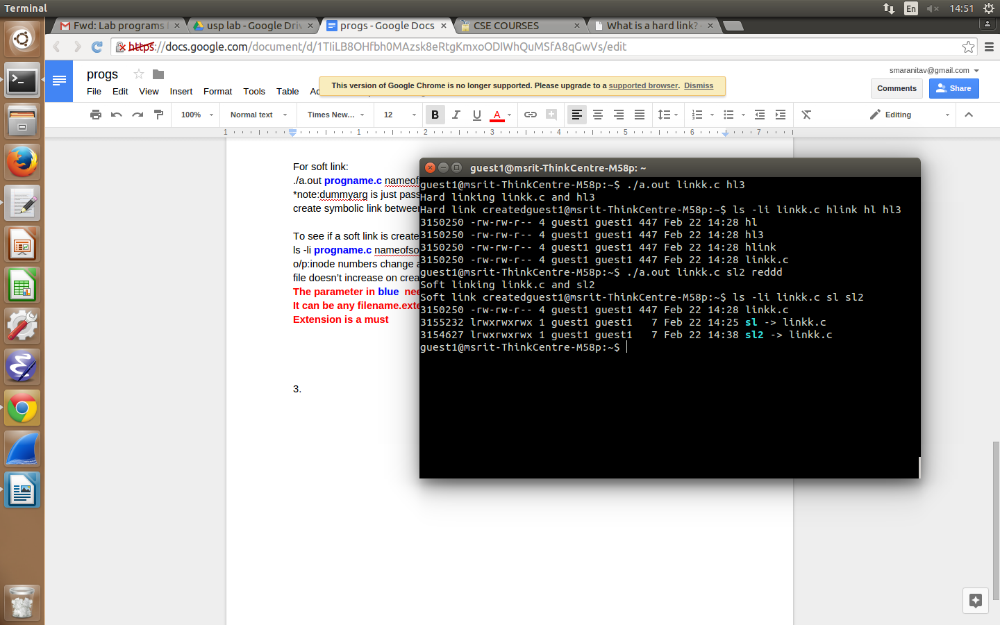 Terminal
En
14:51
Fwd: Lab programs
usp lab - Google Driv
progs - Google Docs
CSE COURSES
What is a hard link? -
https://docs.google.com/document/d/1TIiLB8OHfbh0MAzsk8eRtgKmxoODIWhQuMSfA8qGwVs/edit
progs
smaranitav@gmail.com
File Edit View Insert Format Tools Table
This version of Google Chrome is no longer supported. Please upgrade to a supported browser. Dismiss
Comments
Share
100% Normal text Times New... 12 B I U A Editing
1 1 2 3 4 5 6 7
For soft link:
./a.out progname.c nameofs
*note:dummyarg is just pass
create symbolic link between
To see if a soft link is create
ls -li progname.c nameofso
o/p:inode numbers change a
file doesn't increase on crea
The parameter in blue nee
It can be any filename.exte
Extension is a must
3.
guest1@msrit-ThinkCentre-M58p: ~
guest1@msrit-ThinkCentre-M58p:~$ ./a.out linkk.c hl3
Hard linking linkk.c and hl3
Hard link createdguest1@msrit-ThinkCentre-M58p:~$ ls -li linkk.c hlink hl hl3
3150250 -rw-rw-r-- 4 guest1 guest1 447 Feb 22 14:28 hl
3150250 -rw-rw-r-- 4 guest1 guest1 447 Feb 22 14:28 hl3
3150250 -rw-rw-r-- 4 guest1 guest1 447 Feb 22 14:28 hlink
3150250 -rw-rw-r-- 4 guest1 guest1 447 Feb 22 14:28 linkk.c
guest1@msrit-ThinkCentre-M58p:~$ ./a.out linkk.c sl2 reddd
Soft linking linkk.c and sl2
Soft link createdguest1@msrit-ThinkCentre-M58p:~$ ls -li linkk.c sl sl2
3150250 -rw-rw-r-- 4 guest1 guest1 447 Feb 22 14:28 linkk.c
3155232 lrwxrwxrwx 1 guest1 guest1   7 Feb 22 14:25 sl -> linkk.c
3154627 lrwxrwxrwx 1 guest1 guest1   7 Feb 22 14:38 sl2 -> linkk.c
guest1@msrit-ThinkCentre-M58p:~$